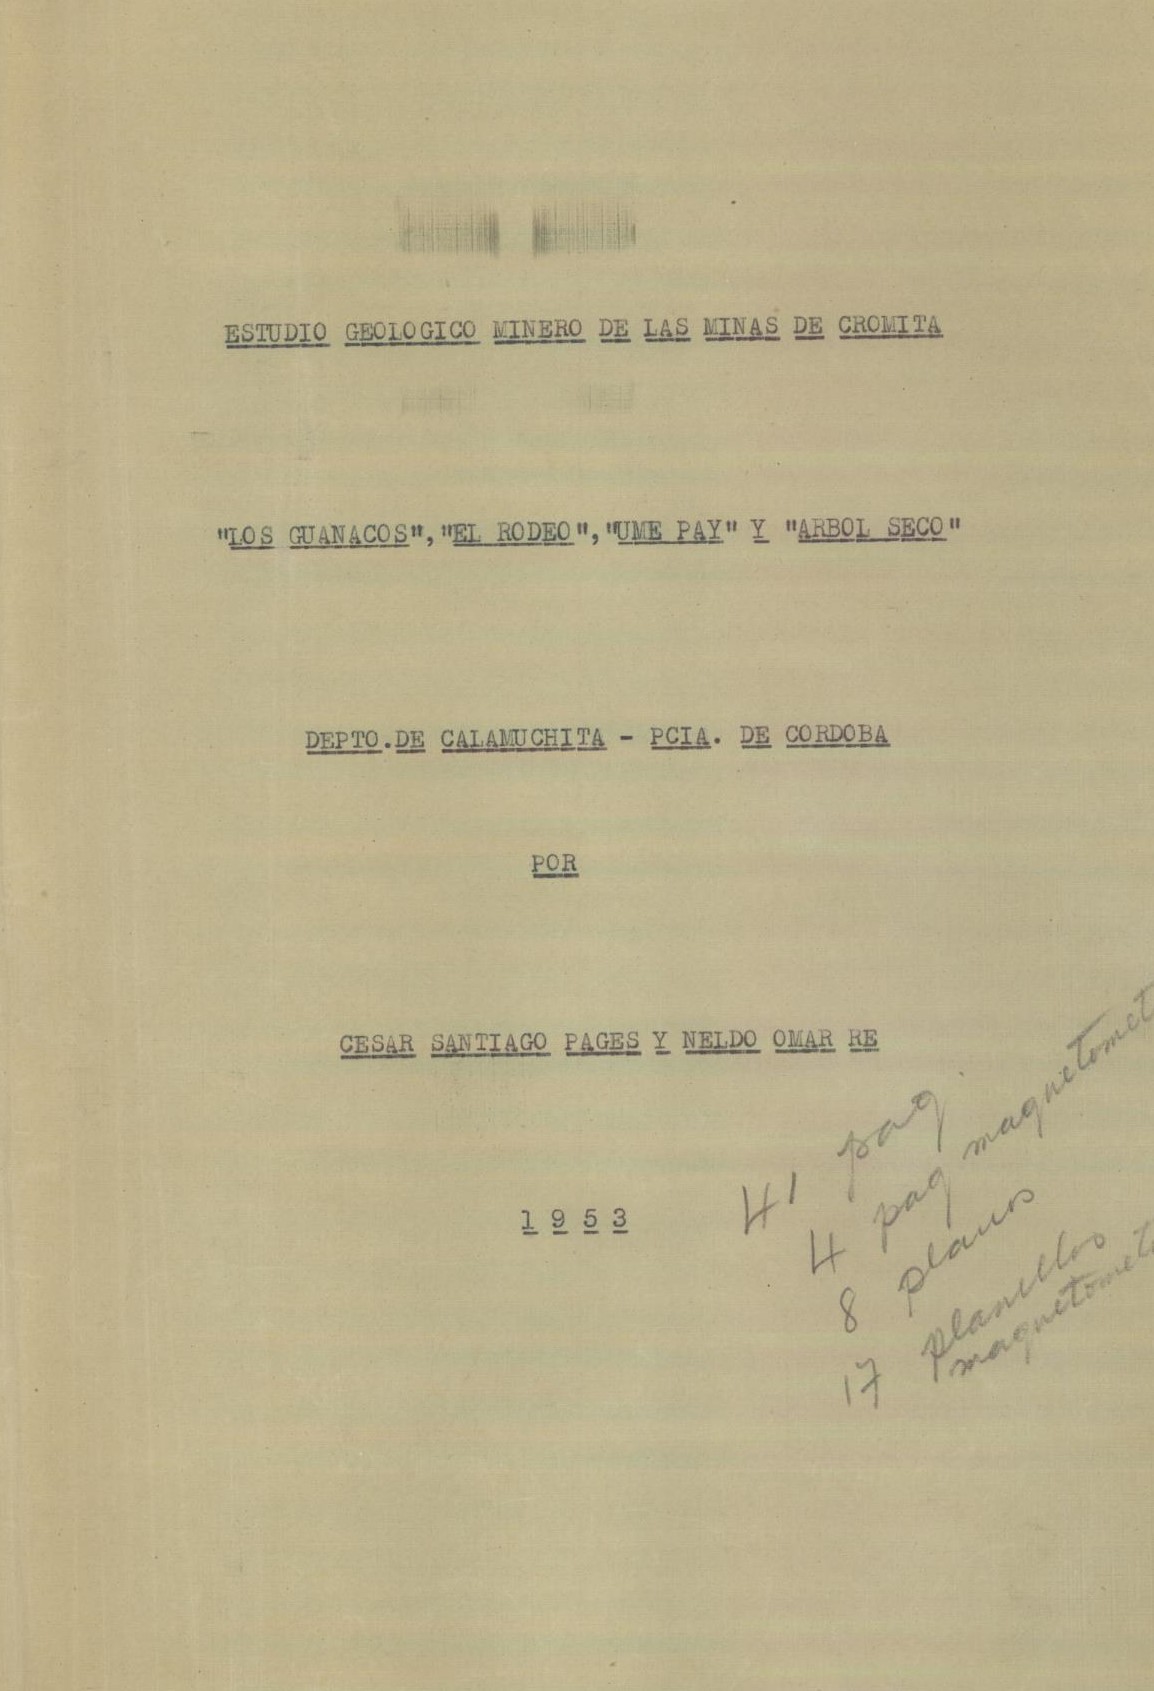 ESTUDIO GEOLOGICO MINERO DE LAS MINAS DE CROMITA
"LOS GUANACOS","EL RODEO","UME PAY" Y "ARBOL SECO"
DEPTO.DE CALAMUCHITA - PCIA. DE CORDOBA
POR
CESAR SANTIAGO PAGES Y NELDO OMAR RE
1 9 5 3
41 pag.
4 pag magnetomet
8 planos
17 planillas
magnetomet